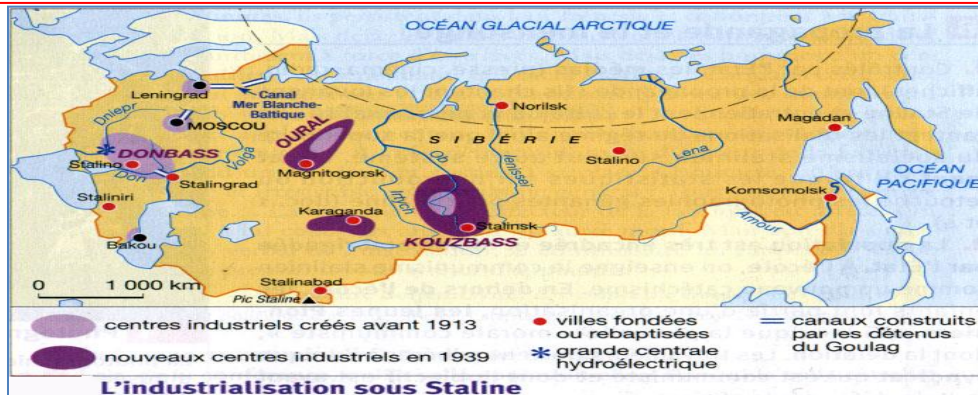 OCÉAN GLACIAL ARCTIQUE
Leningrad
Canal
Mer Blanche-
Baltique
Dniepr
MOSCOU
OURAL
Norilsk
Magadan
SIBÉRIE
DONBASS
Stalino
Volga
Don
Stalingrad
Magnitogorsk
Ob
Ienisseï
Stalino
Lena
OCÉAN
PACIFIQUE
Staliniri
Irtych
Karaganda
Stalinsk
Komsomolsk
Bakou
KOUZBASS
Amour
Stalinabad
0 1 000 km
Pic Staline
centres industriels créés avant 1913
nouveaux centres industriels en 1939
villes fondées
ou rebaptisées
grande centrale
hydroélectrique
canaux construits
par les détenus
du Goulag
L'industrialisation sous Staline